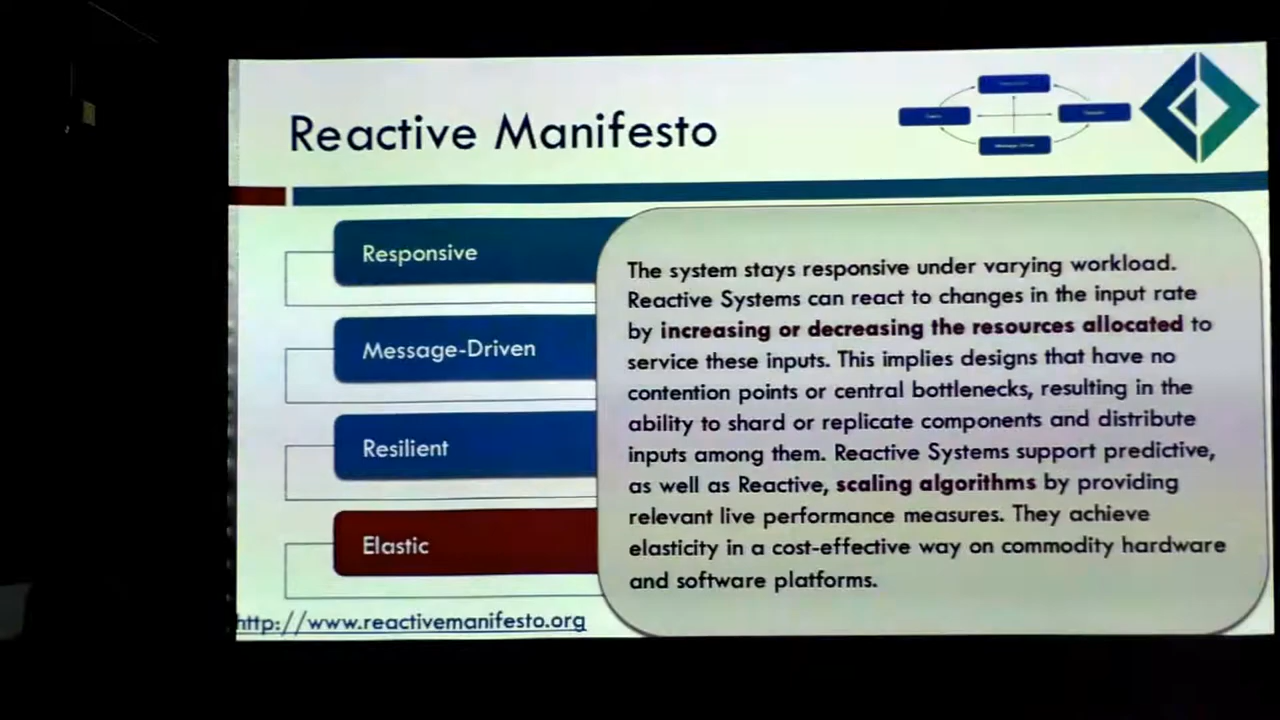 Reactive Manifesto
Responsive
Message-Driven
Resilient
Elastic
The system stays responsive under varying workload.
Reactive Systems can react to changes in the input rate
by increasing or decreasing the resources allocated to
service these inputs. This implies designs that have no
contention points or central bottlenecks, resulting in the
ability to shard or replicate components and distribute
inputs among them. Reactive Systems support predictive,
as well as Reactive, scaling algorithms by providing
relevant live performance measures. They achieve
elasticity in a cost-effective way on commodity hardware
and software platforms.
http://www.reactivemanifesto.org